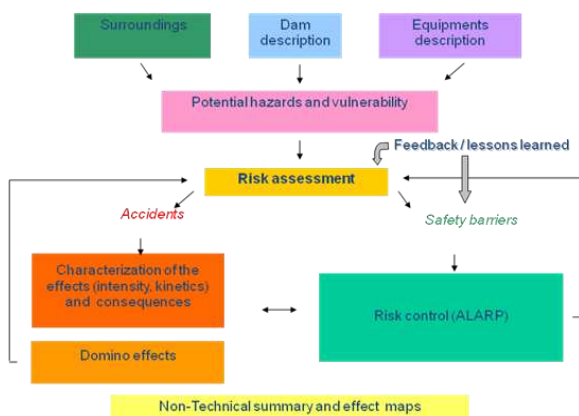 Surroundings
Dam
description
Equipments
description
Potential hazards and vulnerability
Feedback / lessons learned
Risk assessment
Accidents
Safety barriers
Characterization of the
effects (intensity, kinetics)
and consequences
Risk control (ALARP)
Domino effects
Non-Technical summary and effect maps